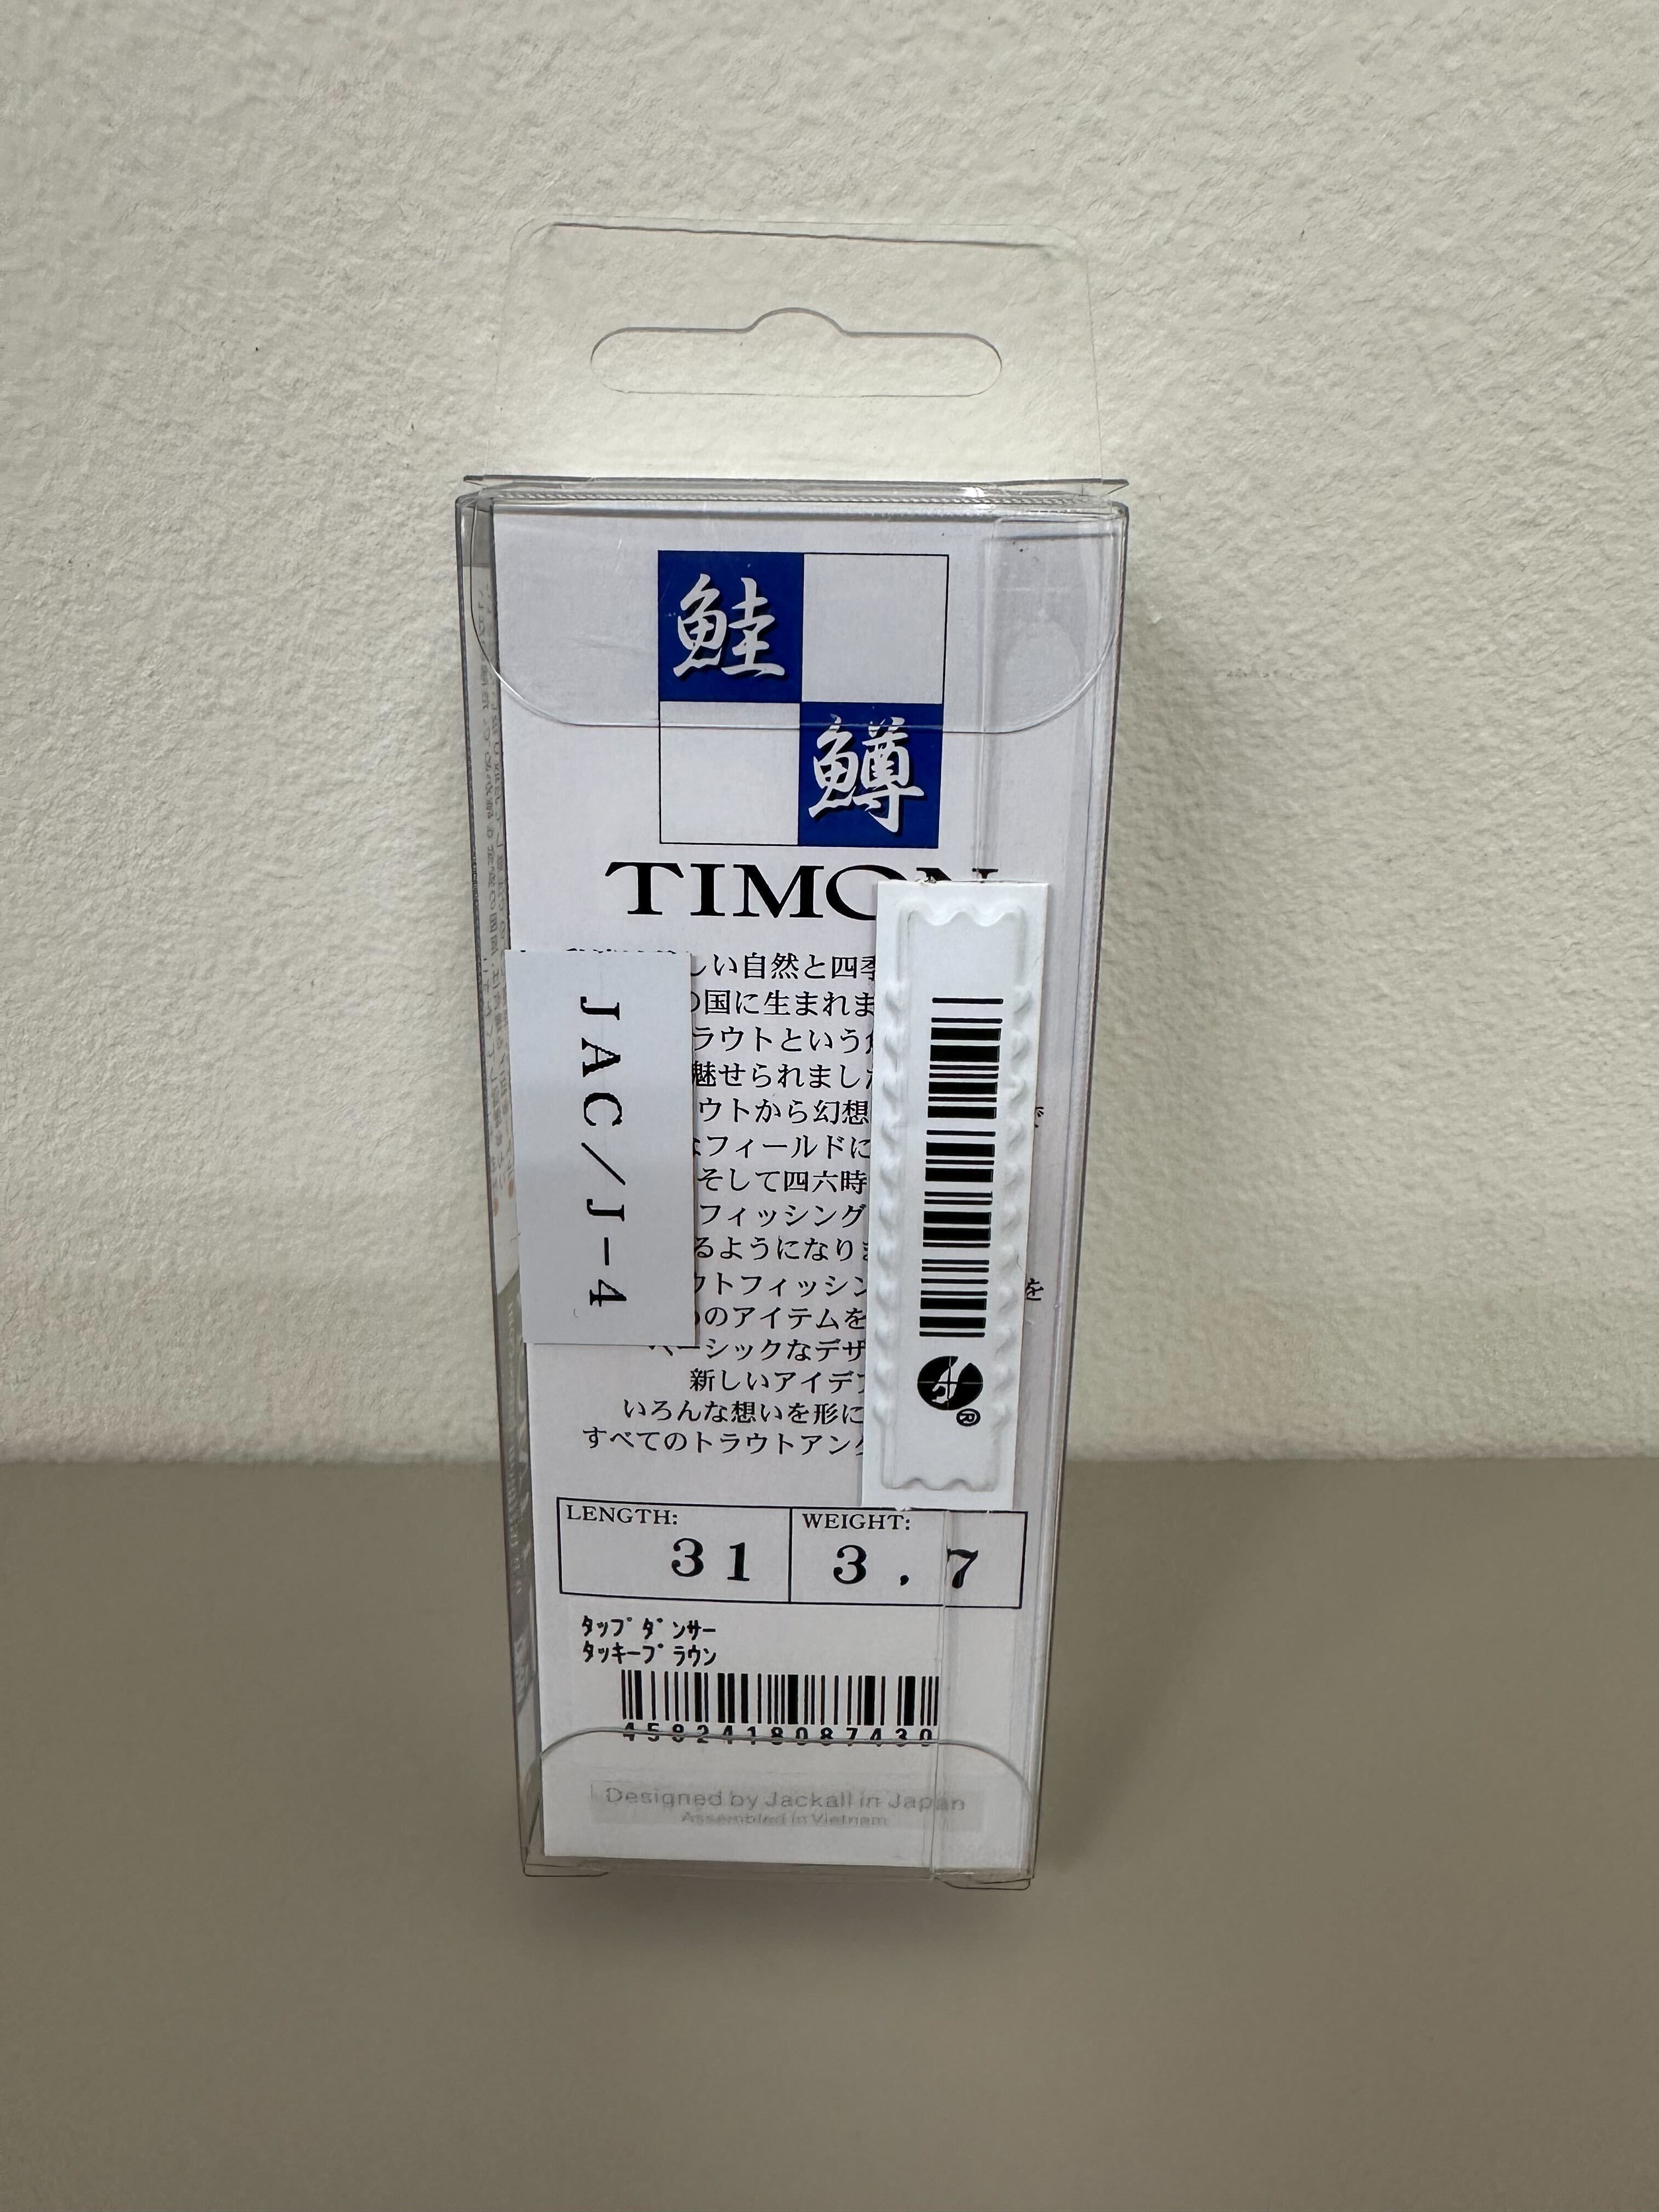 鮭
鱒
TIMON
しい自然と四季
の国に生まれま
ラウトという
魅せられました
ウトから幻想
で
なフィールドに
そして四六時
フィッシング
るようになりま
ウトフィッシン
を
のアイテムを
ベーシックなデザ
新しいアイデア
いろんな想いを形に
すべてのトラウトアング
JAC/J-4
®
LENGTH:
31
WEIGHT:
3.7
タップダンサー
タッキーブラウン
4582418087430
Designed by Jackall in Japan
Assembled in Vietnam